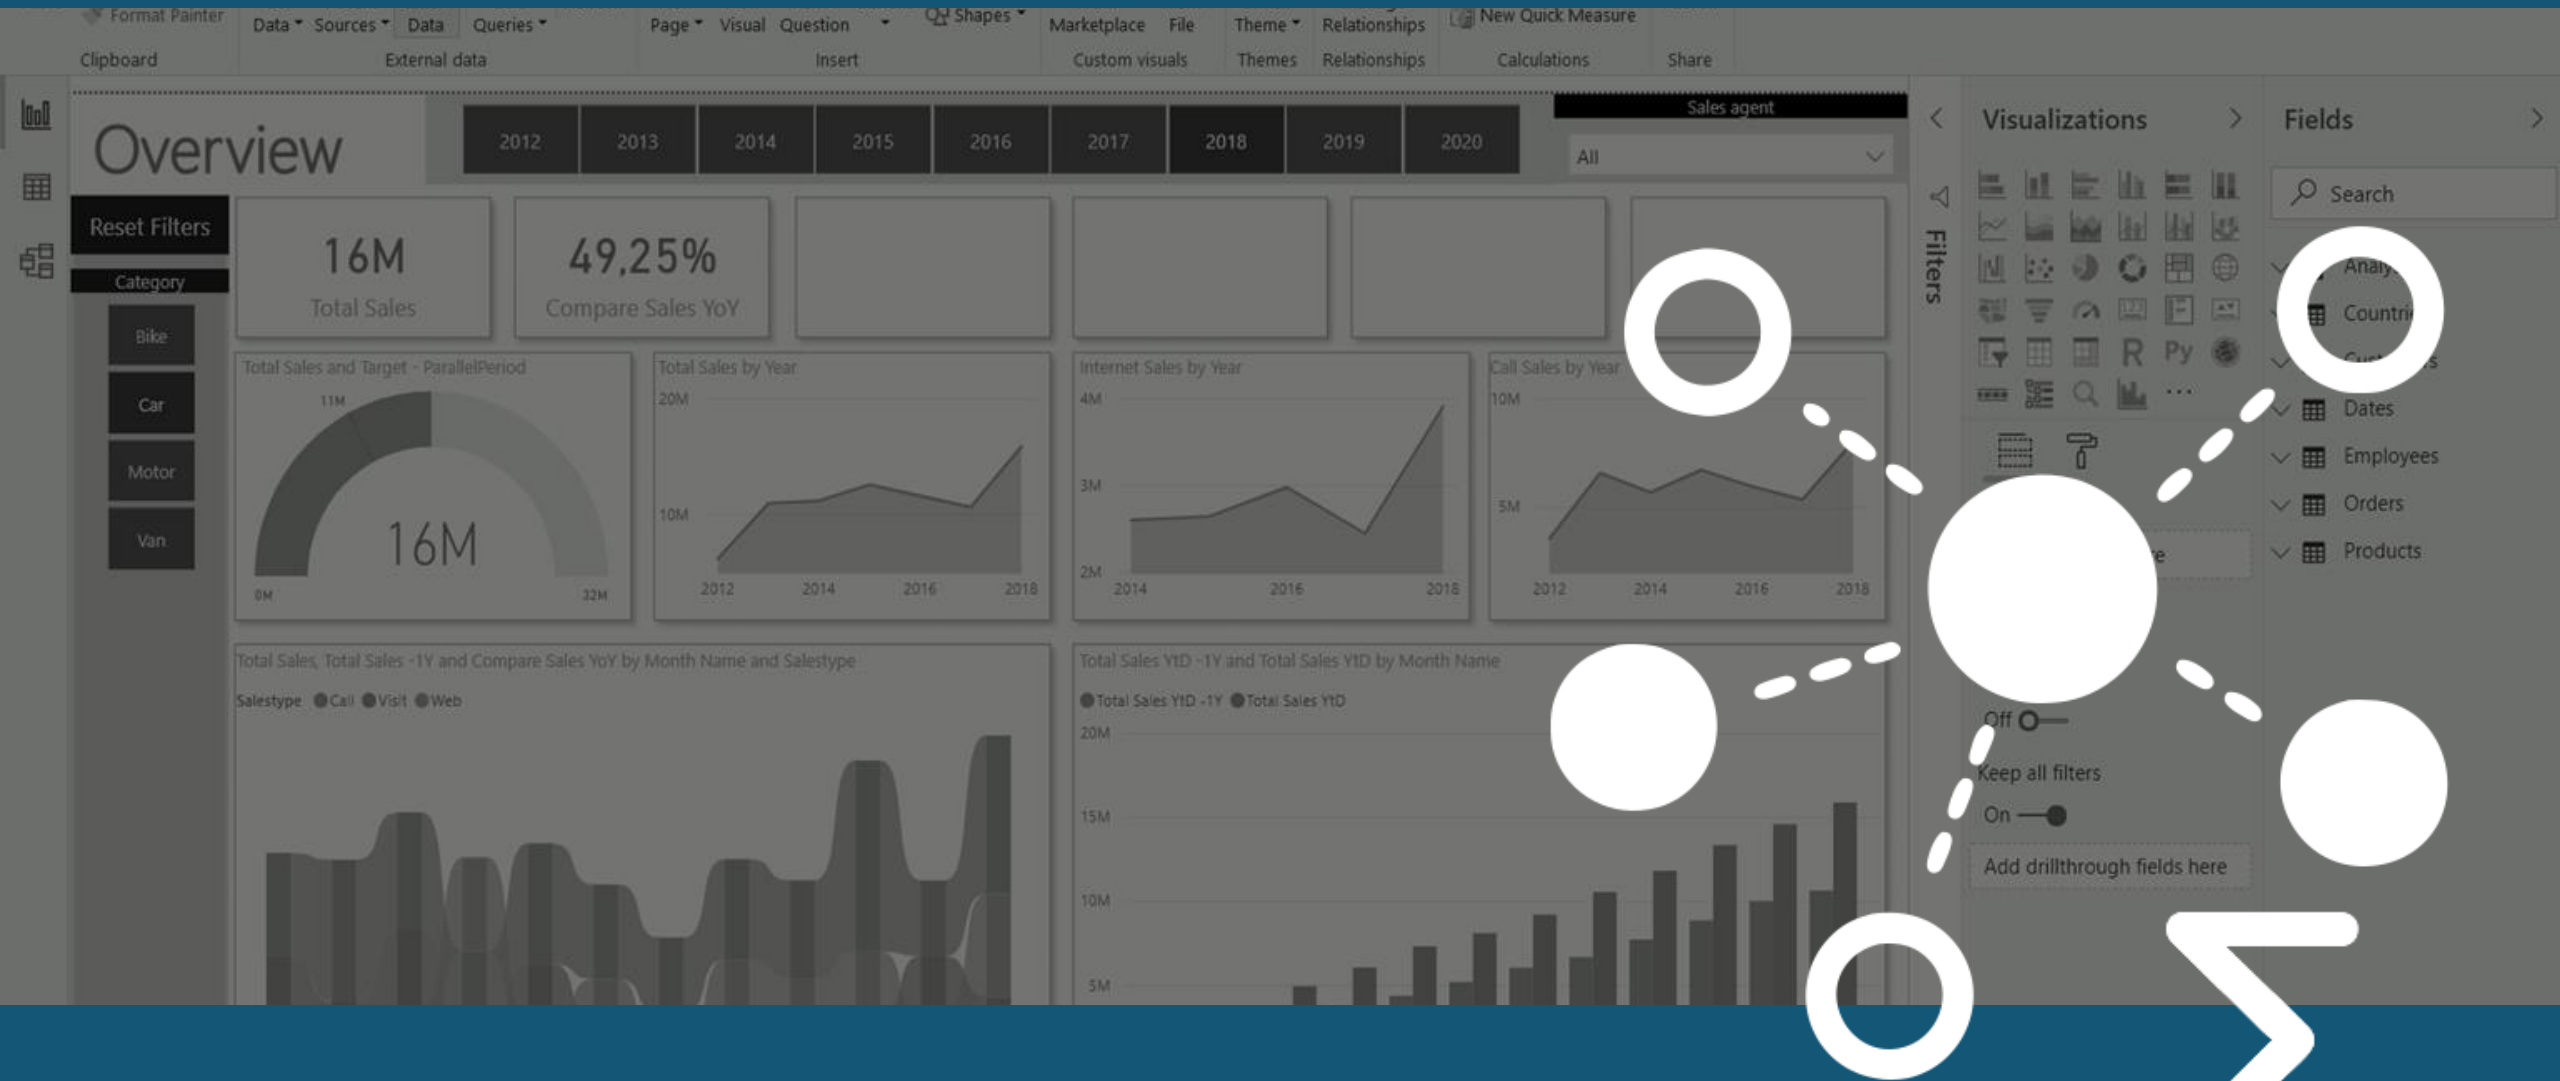 Format Painter
Data Sources Data Queries
Page Visual Question
Shapes
Marketplace File
Theme
Relationships
New Quick Measure
Clipboard External data Insert Custom visuals Themes Relationships Calculations Share
Overview
2012 2013 2014 2015 2016 2017 2018 2019 2020
Sales agent
All
Reset Filters
Category
Bike
Car
Motor
Van
16M
Total Sales
49,25%
Compare Sales YoY
Total Sales and Target - ParallelPeriod
11M
16M
0M 32M
Total Sales by Year
20M
10M
2012 2014 2016 2018
Internet Sales by Year
4M
3M
2M
2014 2016 2018
Call Sales by Year
10M
5M
2012 2014 2016 2018
Total Sales, Total Sales -1Y and Compare Sales YoY by Month Name and Salestype
Salestype Call Visit Web
Total Sales YtD -1Y and Total Sales YtD by Month Name
Total Sales YtD -1Y Total Sales YtD
20M
15M
10M
5M
Filters
Visualizations
R Py
Off
Keep all filters
On
Add drillthrough fields here
Fields
Search
Dates
Employees
Orders
Products